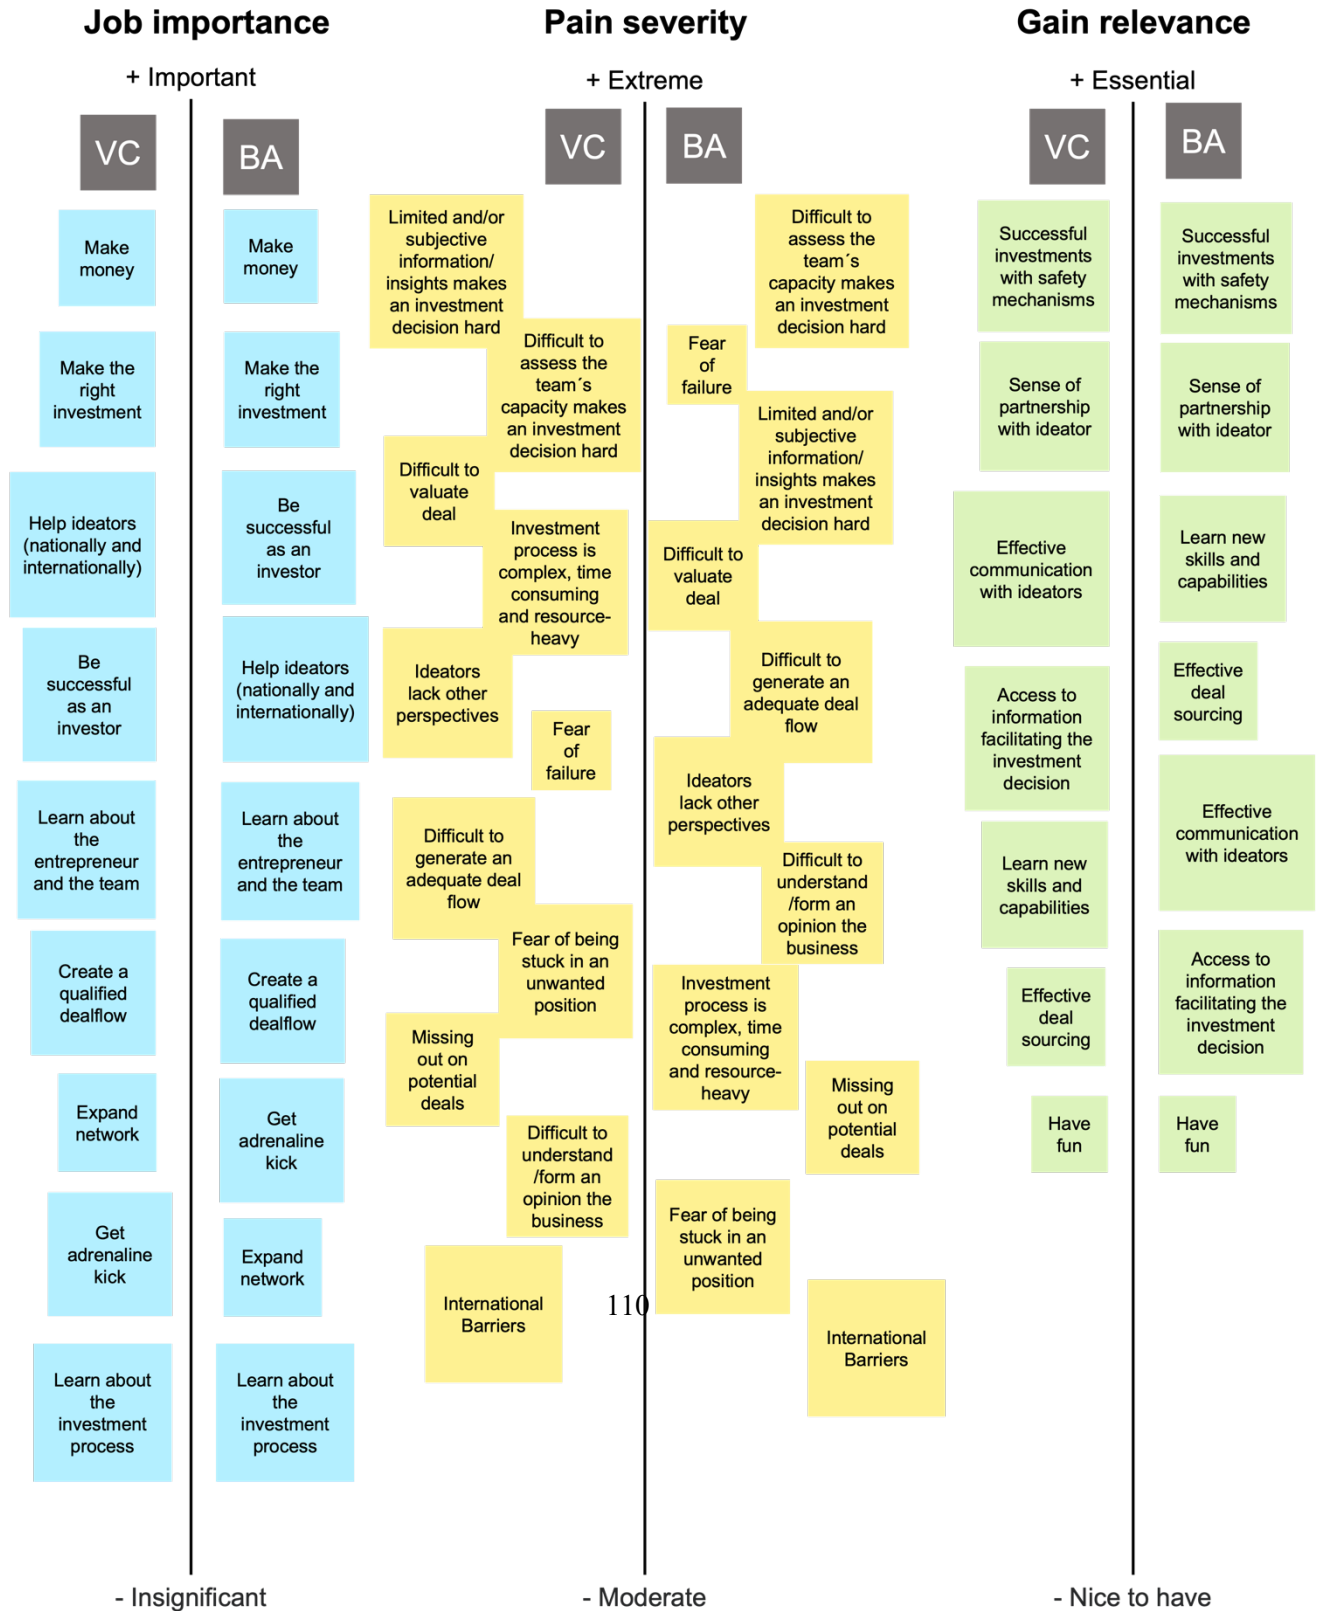 Job importance
+ Important
VC
BA
Make
money
Make the
right
investment
Help ideators
(nationally and
internationally)
Be
successful
as an
investor
Learn about
the
entrepreneur
and the team
Create a
qualified
dealflow
Expand
network
Get
adrenaline
kick
Learn about
the
investment
process
Make
money
Make the
right
investment
Be
successful
as an
investor
Help ideators
(nationally and
internationally)
Learn about
the
entrepreneur
and the team
Create a
qualified
dealflow
Get
adrenaline
kick
Expand
network
Learn about
the
investment
process
- Insignificant
Pain severity
+ Extreme
VC
BA
Limited and/or
subjective
information/
insights makes
an investment
decision hard
Difficult to
assess the
team´s
capacity makes
an investment
decision hard
Difficult to
valuate
deal
Investment
process is
complex, time
consuming
and resource-
heavy
Ideators
lack other
perspectives
Fear
of
failure
Difficult to
generate an
adequate deal
flow
Fear of being
stuck in an
unwanted
position
Missing
out on
potential
deals
Difficult to
understand
/form an
opinion the
business
International
Barriers
Difficult to
assess the
team´s
capacity makes
an investment
decision hard
Fear
of
failure
Limited and/or
subjective
information/
insights makes
an investment
decision hard
Difficult to
valuate
deal
Difficult to
generate an
adequate deal
flow
Ideators
lack other
perspectives
Difficult to
understand
/form an
opinion the
business
Investment
process is
complex, time
consuming
and resource-
heavy
Missing
out on
potential
deals
Fear of being
stuck in an
unwanted
position
International
Barriers
110
- Moderate
Gain relevance
+ Essential
VC
BA
Successful
investments
with safety
mechanisms
Sense of
partnership
with ideator
Effective
communication
with ideators
Access to
information
facilitating the
investment
decision
Learn new
skills and
capabilities
Effective
deal
sourcing
Have
fun
Successful
investments
with safety
mechanisms
Sense of
partnership
with ideator
Learn new
skills and
capabilities
Effective
deal
sourcing
Effective
communication
with ideators
Access to
information
facilitating the
investment
decision
Have
fun
- Nice to have